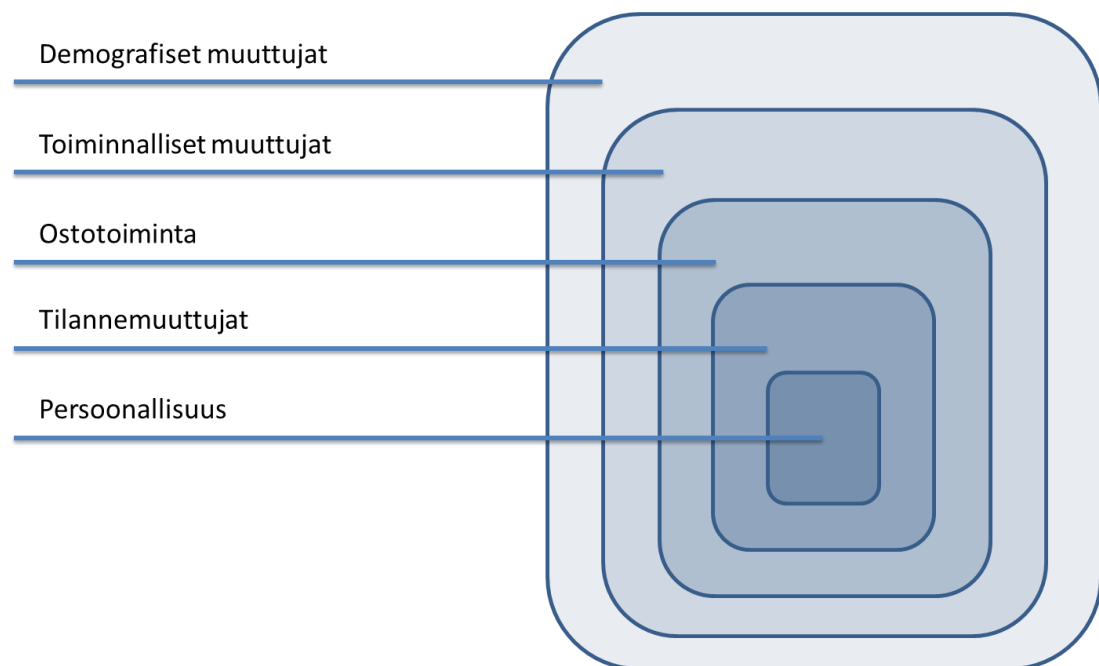 Demografiset muuttujat
Toiminnalliset muuttujat
Ostotoiminta
Tilannemuuttujat
Persoonallisuus